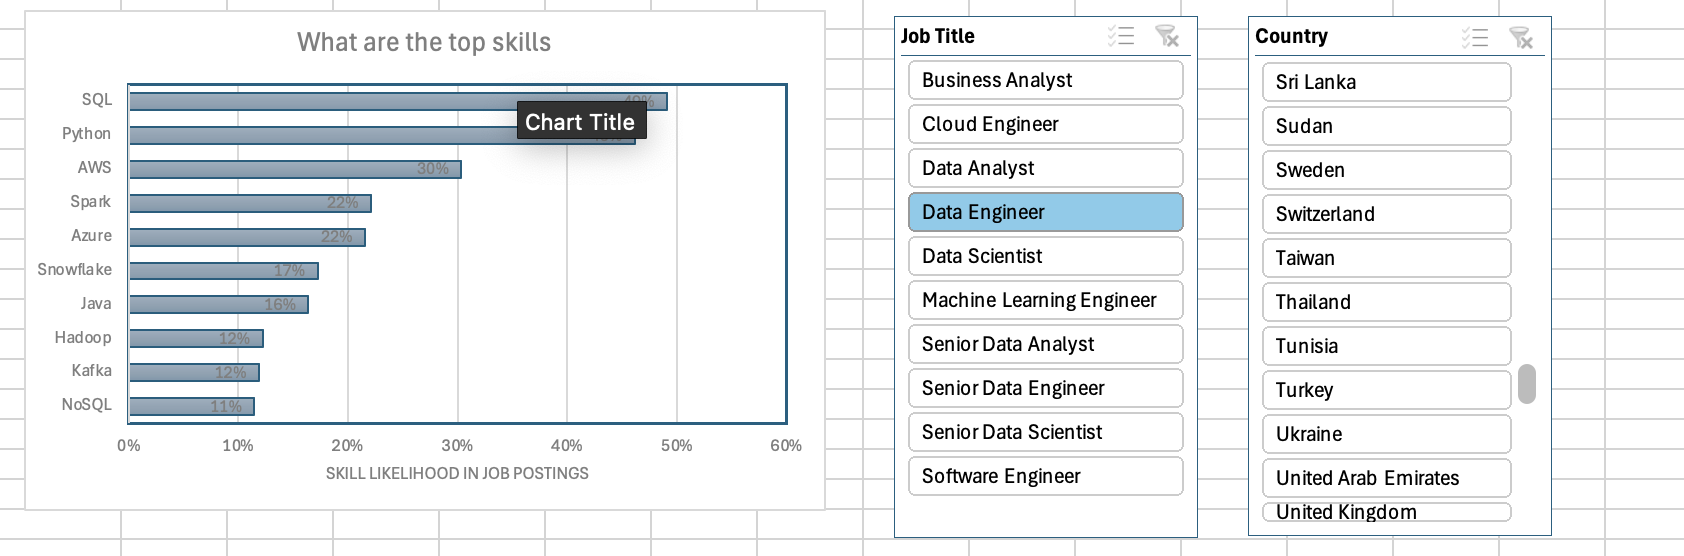 What are the top skills
SQL
49%
Python
Chart Title
AWS
30%
Spark
22%
Azure
22%
Snowflake
17%
Java
16%
Hadoop
12%
Kafka
12%
NoSQL
11%
0% 10% 20% 30% 40% 50% 60%
SKILL LIKELIHOOD IN JOB POSTINGS
Job Title
Business Analyst
Cloud Engineer
Data Analyst
Data Engineer
Data Scientist
Machine Learning Engineer
Senior Data Analyst
Senior Data Engineer
Senior Data Scientist
Software Engineer
Country
Sri Lanka
Sudan
Sweden
Switzerland
Taiwan
Thailand
Tunisia
Turkey
Ukraine
United Arab Emirates
United Kingdom